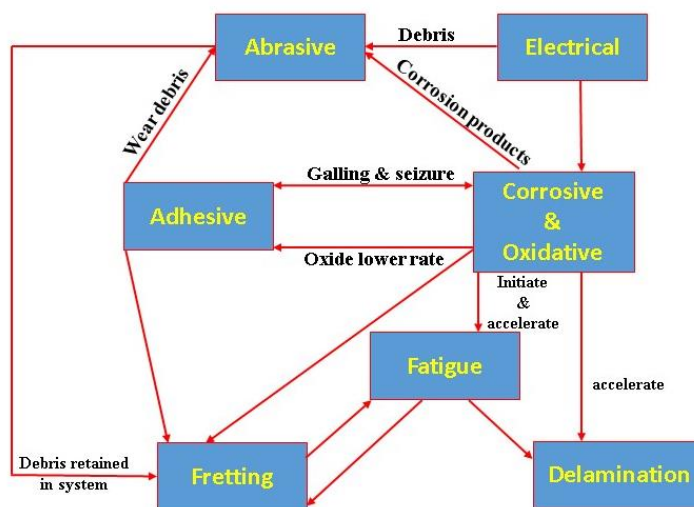 Abrasive
Debris
Electrical
Wear debris
Corrosion products
Galling & seizure
Adhesive
Corrosive
&
Oxidative
Oxide lower rate
Initiate
&
accelerate
Fatigue
accelerate
Debris retained
in system
Fretting
Delamination